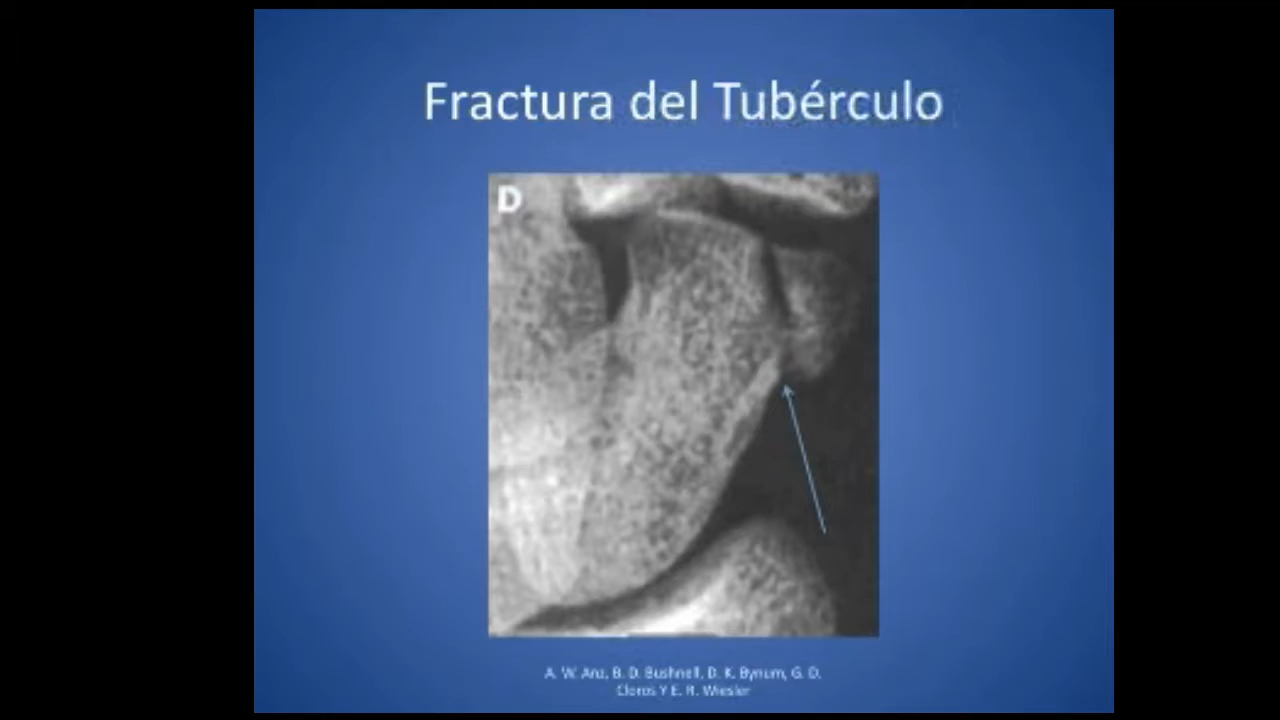 Fractura del Tubérculo
D
A. W. Anz, B. D. Bushnell, D. K. Bynum, G. D.
Cloros Y E. R. Wiesler